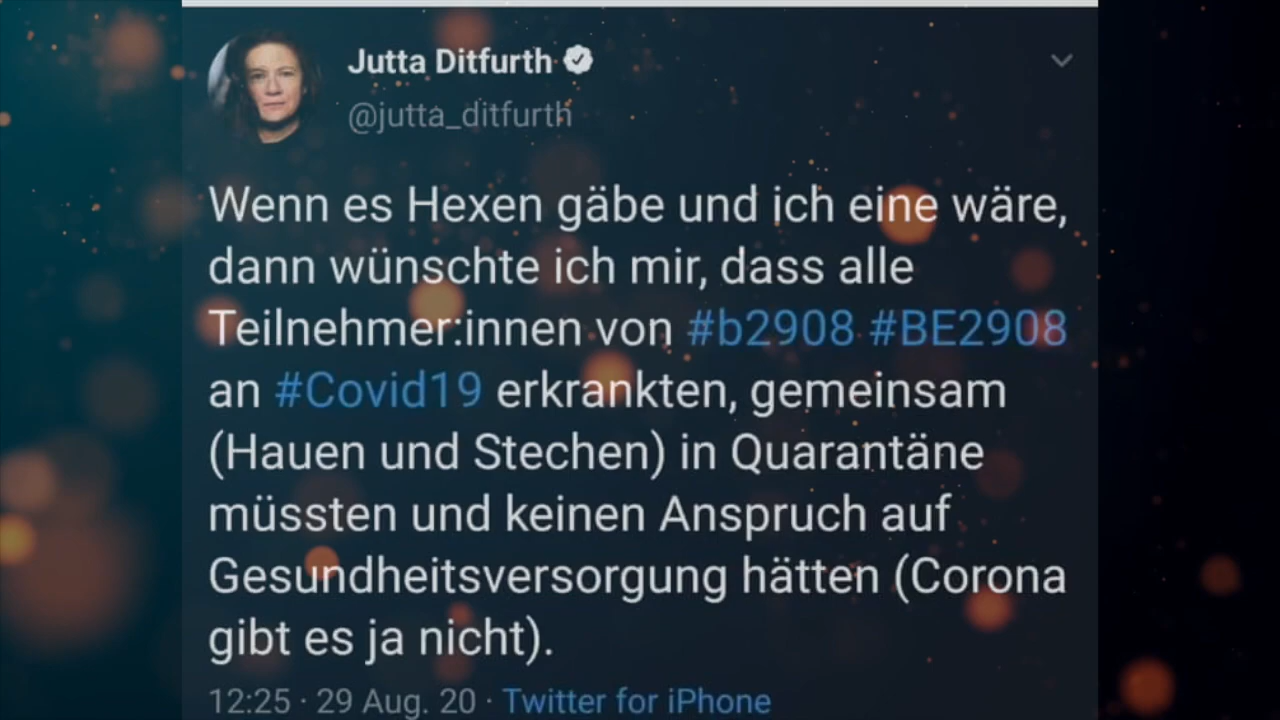 Jutta Ditfurth
@jutta_ditfurth
Wenn es Hexen gäbe und ich eine wäre,
dann wünschte ich mir, dass alle
Teilnehmer:innen von #b2908 #BE2908
an #Covid19 erkrankten, gemeinsam
(Hauen und Stechen) in Quarantäne
müssten und keinen Anspruch auf
Gesundheitsversorgung hätten (Corona
gibt es ja nicht).
12:25 · 29 Aug. 20 · Twitter for iPhone